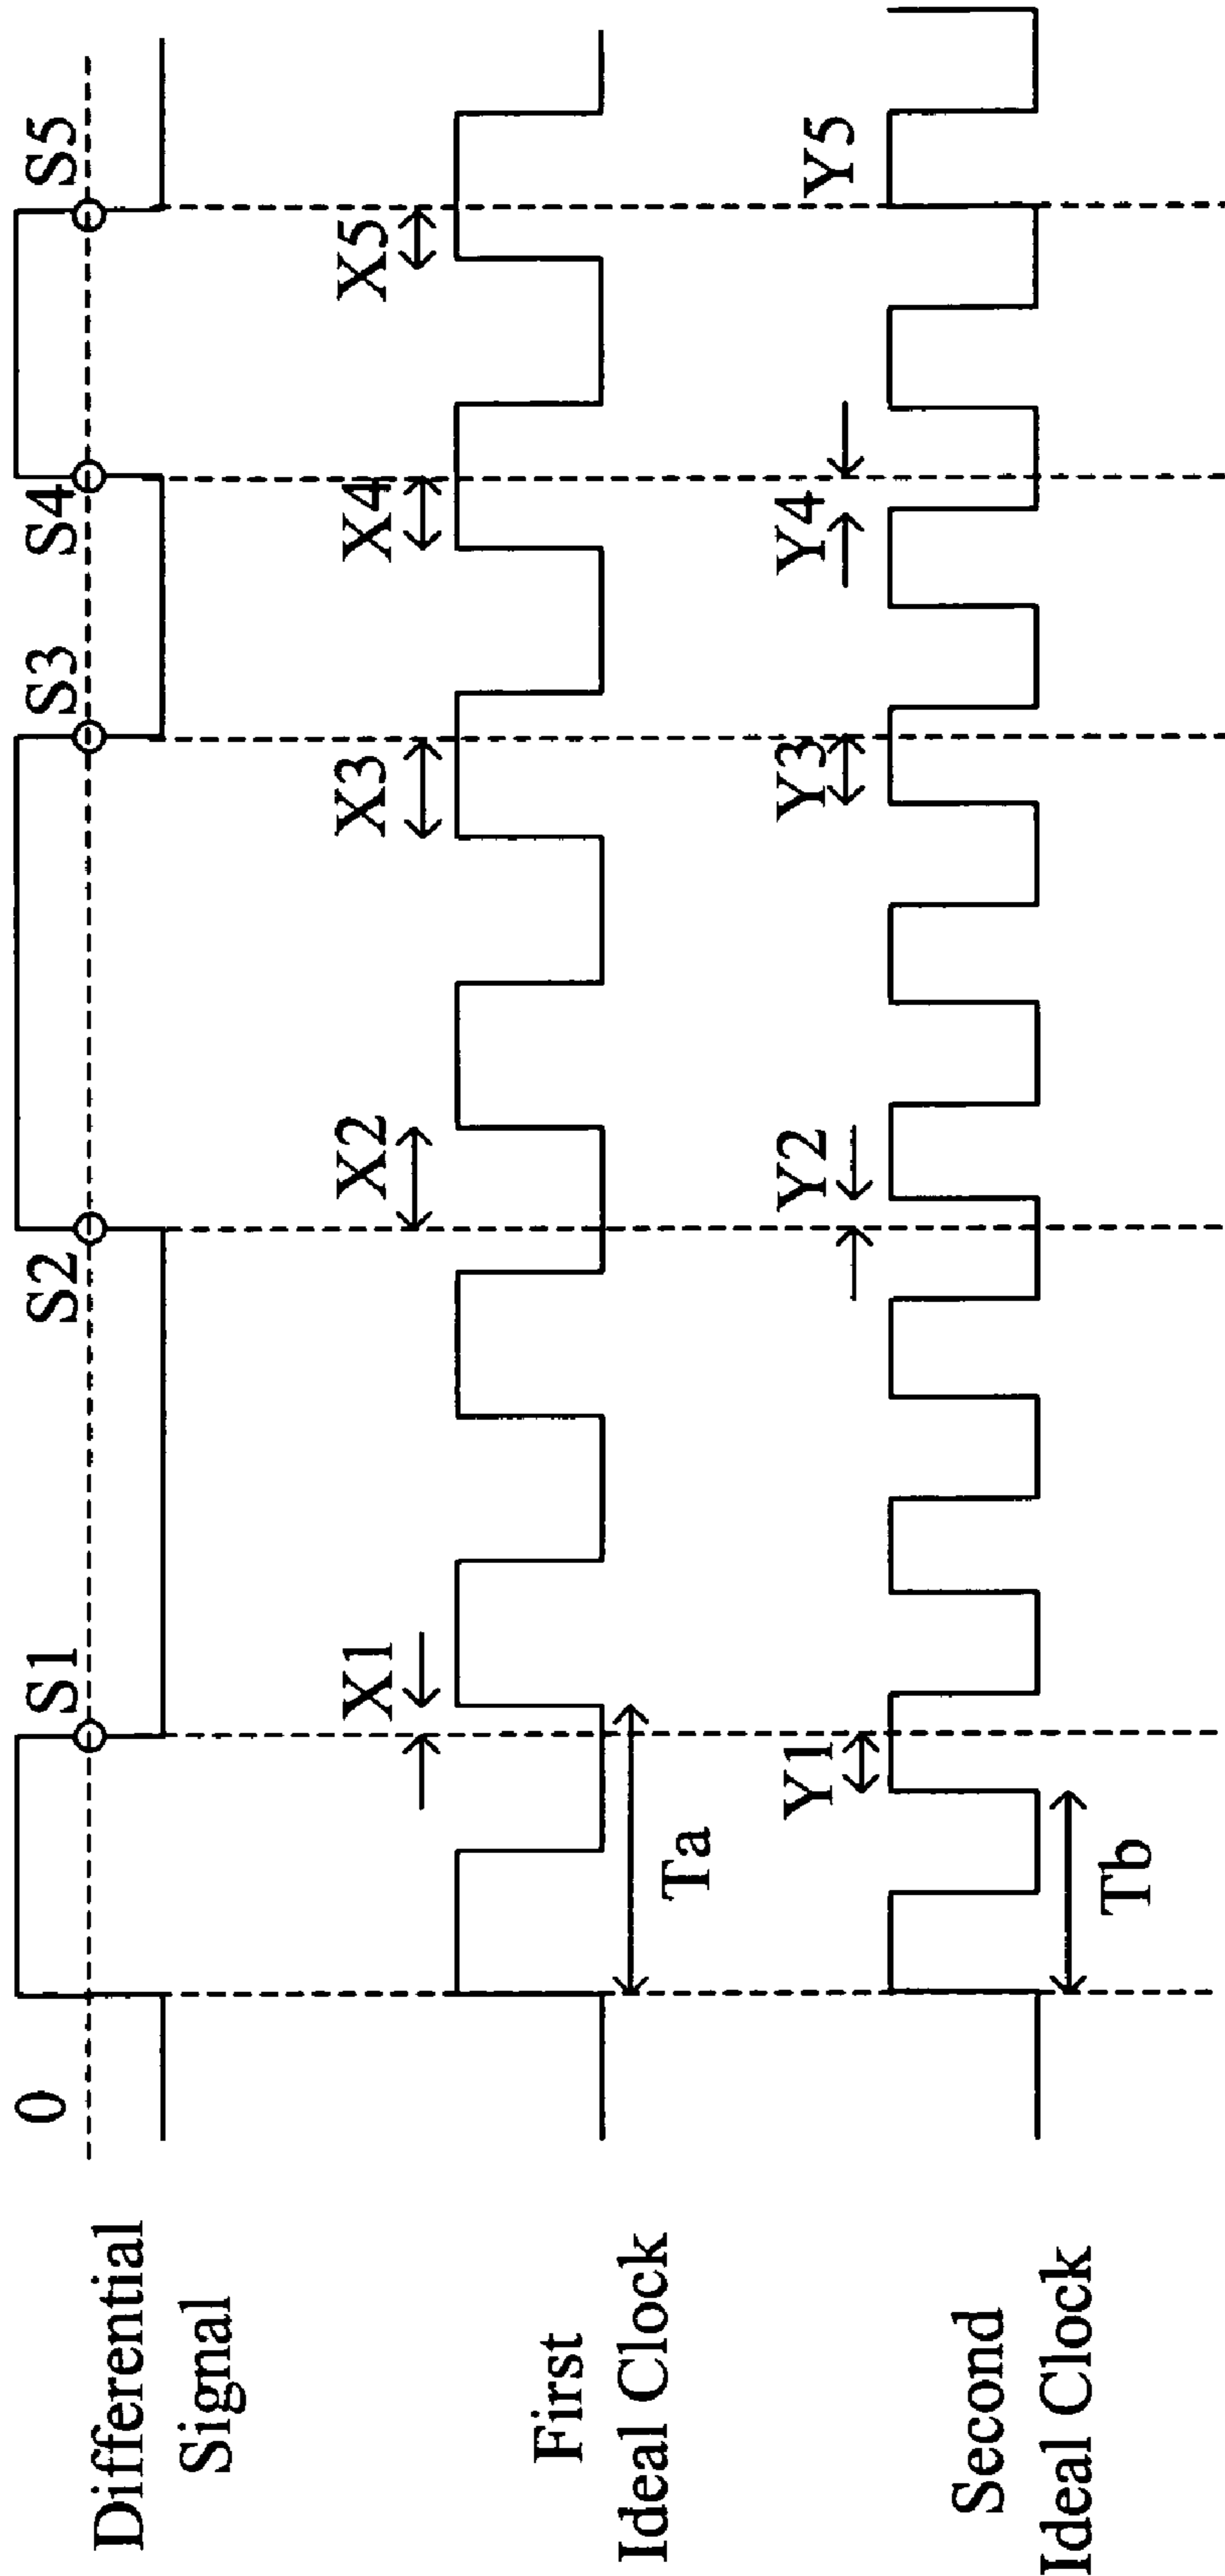 Differential
Signal
0
S1
S2
S3
S4
S5
First
Ideal Clock
X1
X2
X3
X4
X5
Ta
Second
Ideal Clock
Y1
Y2
Y3
Y4
Y5
Tb